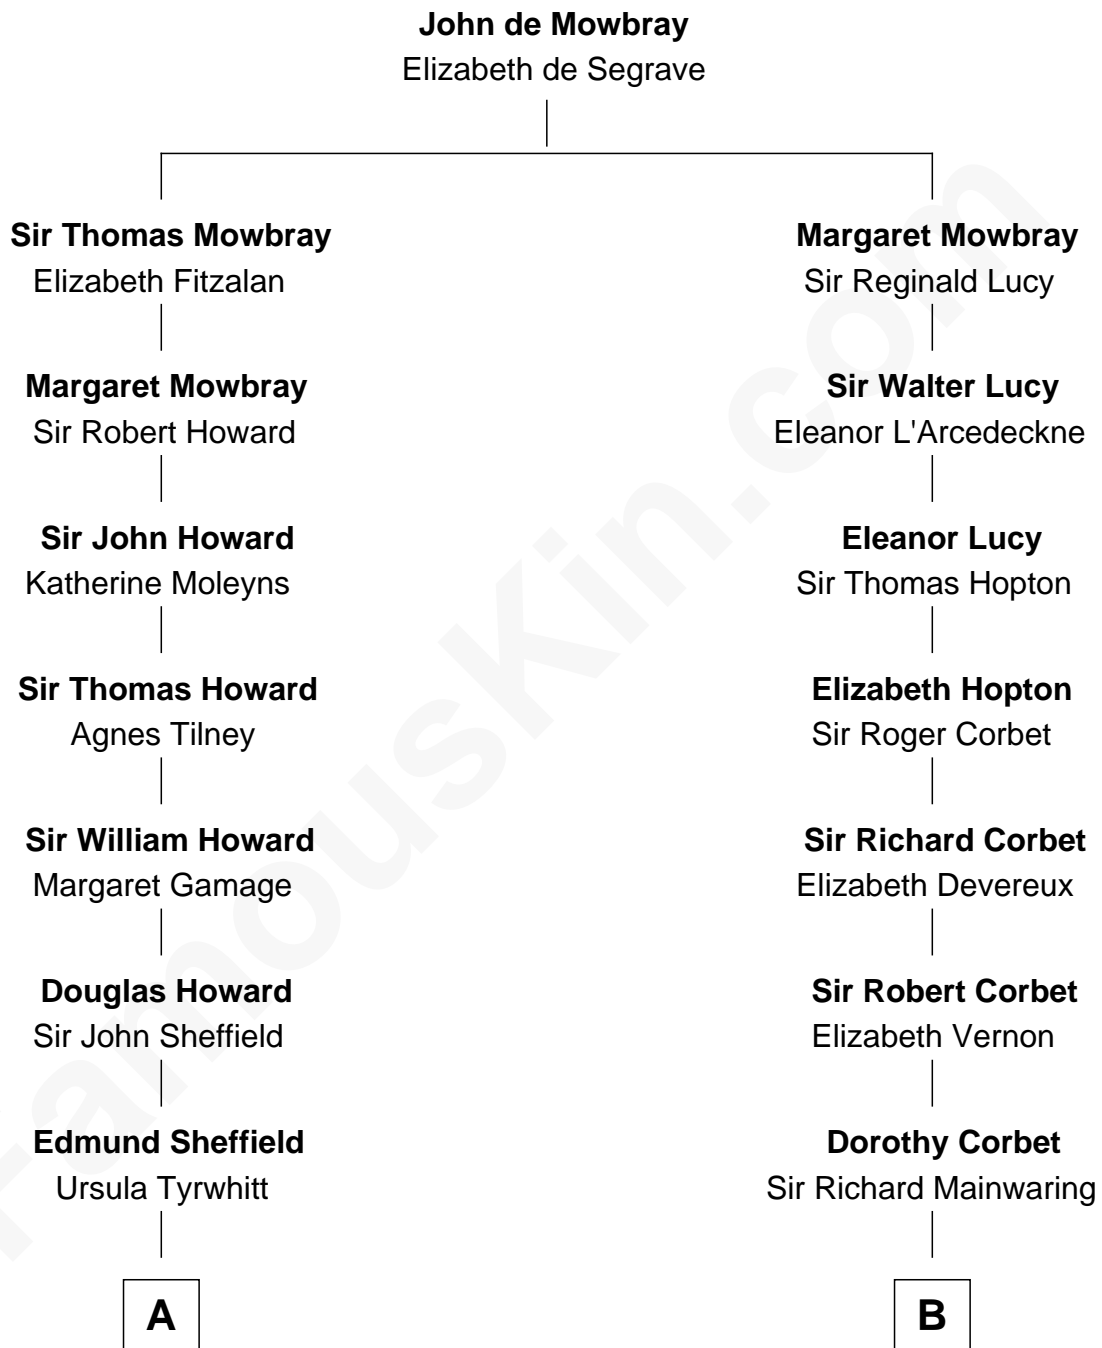 John de Mowbray
Elizabeth de Segrave
Sir Thomas Mowbray
Elizabeth Fitzalan
Margaret Mowbray
Sir Robert Howard
Sir John Howard
Katherine Moleyns
Sir Thomas Howard
Agnes Tilney
Sir William Howard
Margaret Gamage
Douglas Howard
Sir John Sheffield
Edmund Sheffield
Ursula Tyrwhitt
A
Margaret Mowbray
Sir Reginald Lucy
Sir Walter Lucy
Eleanor L'Arcedeckne
Eleanor Lucy
Sir Thomas Hopton
Elizabeth Hopton
Sir Roger Corbet
Sir Richard Corbet
Elizabeth Devereux
Sir Robert Corbet
Elizabeth Vernon
Dorothy Corbet
Sir Richard Mainwaring
B
FamousKin.com